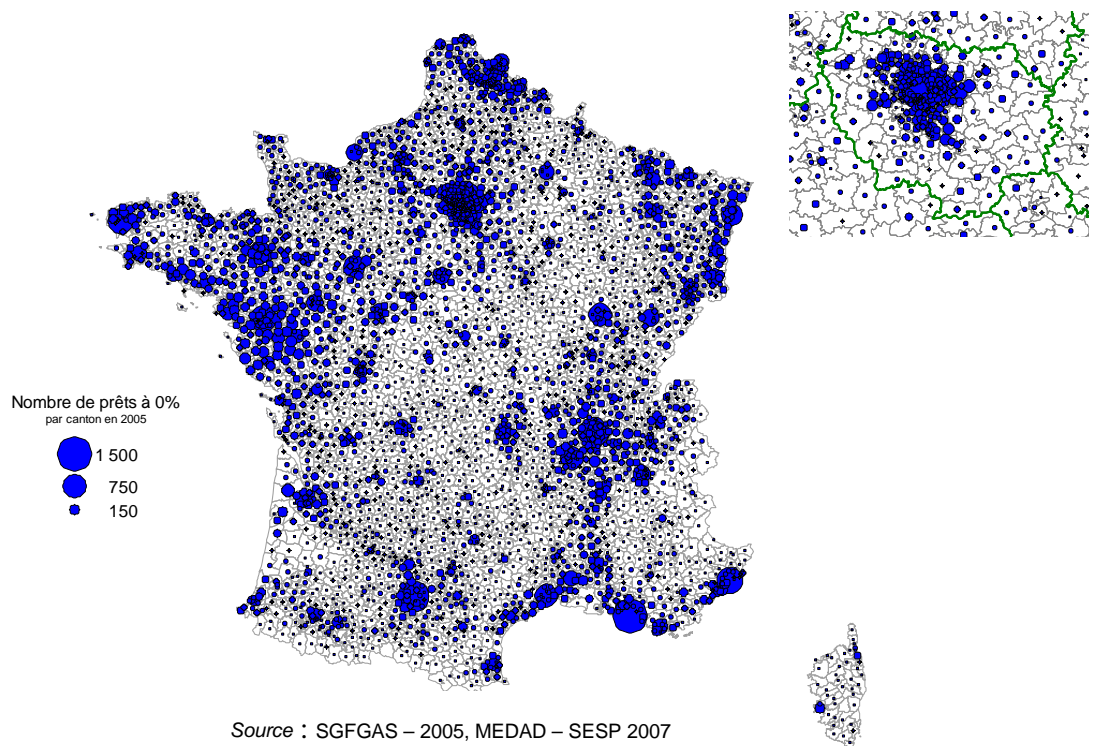 Nombre de prêts à 0%
par canton en 2005
1 500
750
150
Source : SGFGAS – 2005, MEDAD – SESP 2007